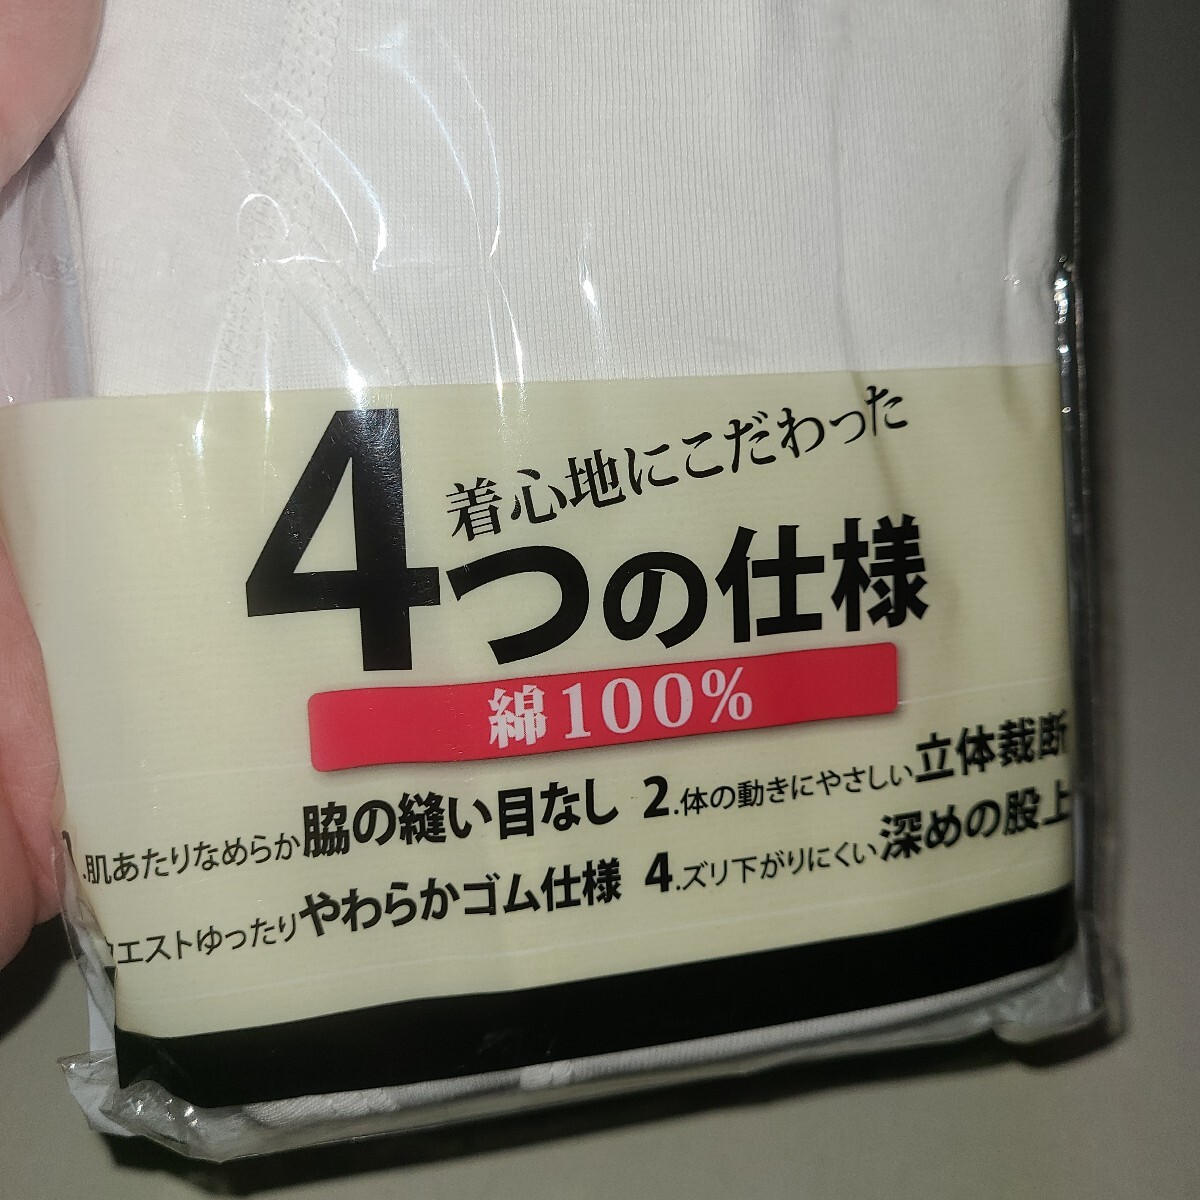 着心地にこだわった
4つの仕様
綿100%
.肌あたりなめらか脇の縫い目なし 2.体の動きにやさしい立体裁断
ウエストゆったりやわらかゴム仕様 4.ズリ下がりにくい深めの股上